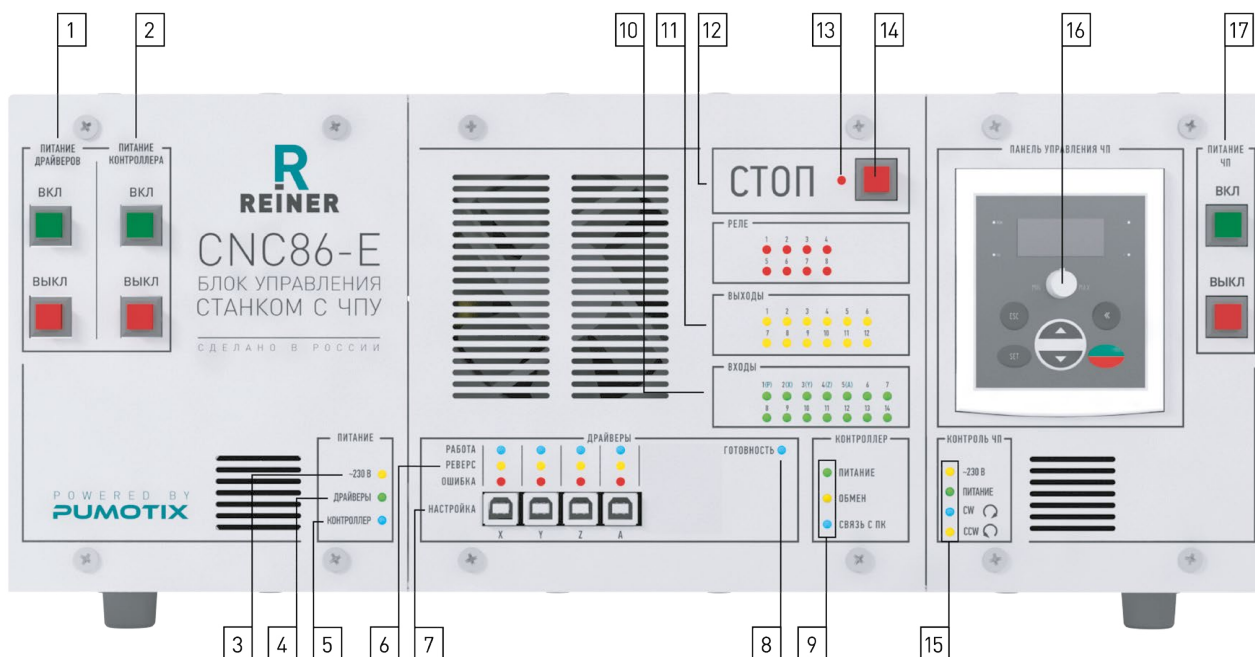 1 2 10 11 12 13 14 16 17
ПИТАНИЕ ДРАЙВЕРОВ
ПИТАНИЕ КОНТРОЛЛЕРА
ВКЛ ВКЛ
ВЫКЛ ВЫКЛ
R
REINER
CNC86-E
БЛОК УПРАВЛЕНИЯ
СТАНКОМ С ЧПУ
СДЕЛАНО В РОССИИ
POWERED BY
PUMOTIX
ПИТАНИЕ
~230 В
ДРАЙВЕРЫ
КОНТРОЛЛЕР
СТОП
РЕЛЕ
1 2 3 4
5 6 7 8
ВЫХОДЫ
1 2 3 4 5 6
7 8 9 10 11 12
ВХОДЫ
1(P) 2(X) 3(Y) 4(Z) 5(A) 6 7
8 9 10 11 12 13 14
ДРАЙВЕРЫ
РАБОТА
РЕВЕРС
ОШИБКА
НАСТРОЙКА
X Y Z A
ГОТОВНОСТЬ
КОНТРОЛЛЕР
ПИТАНИЕ
ОБМЕН
СВЯЗЬ С ПК
ПАНЕЛЬ УПРАВЛЕНИЯ ЧП
MIN MAX
ESC
SET
ПИТАНИЕ
ЧП
ВКЛ
ВЫКЛ
КОНТРОЛЬ ЧП
~230 В
ПИТАНИЕ
CW
CCW
3 4 5 6 7 8 9 15